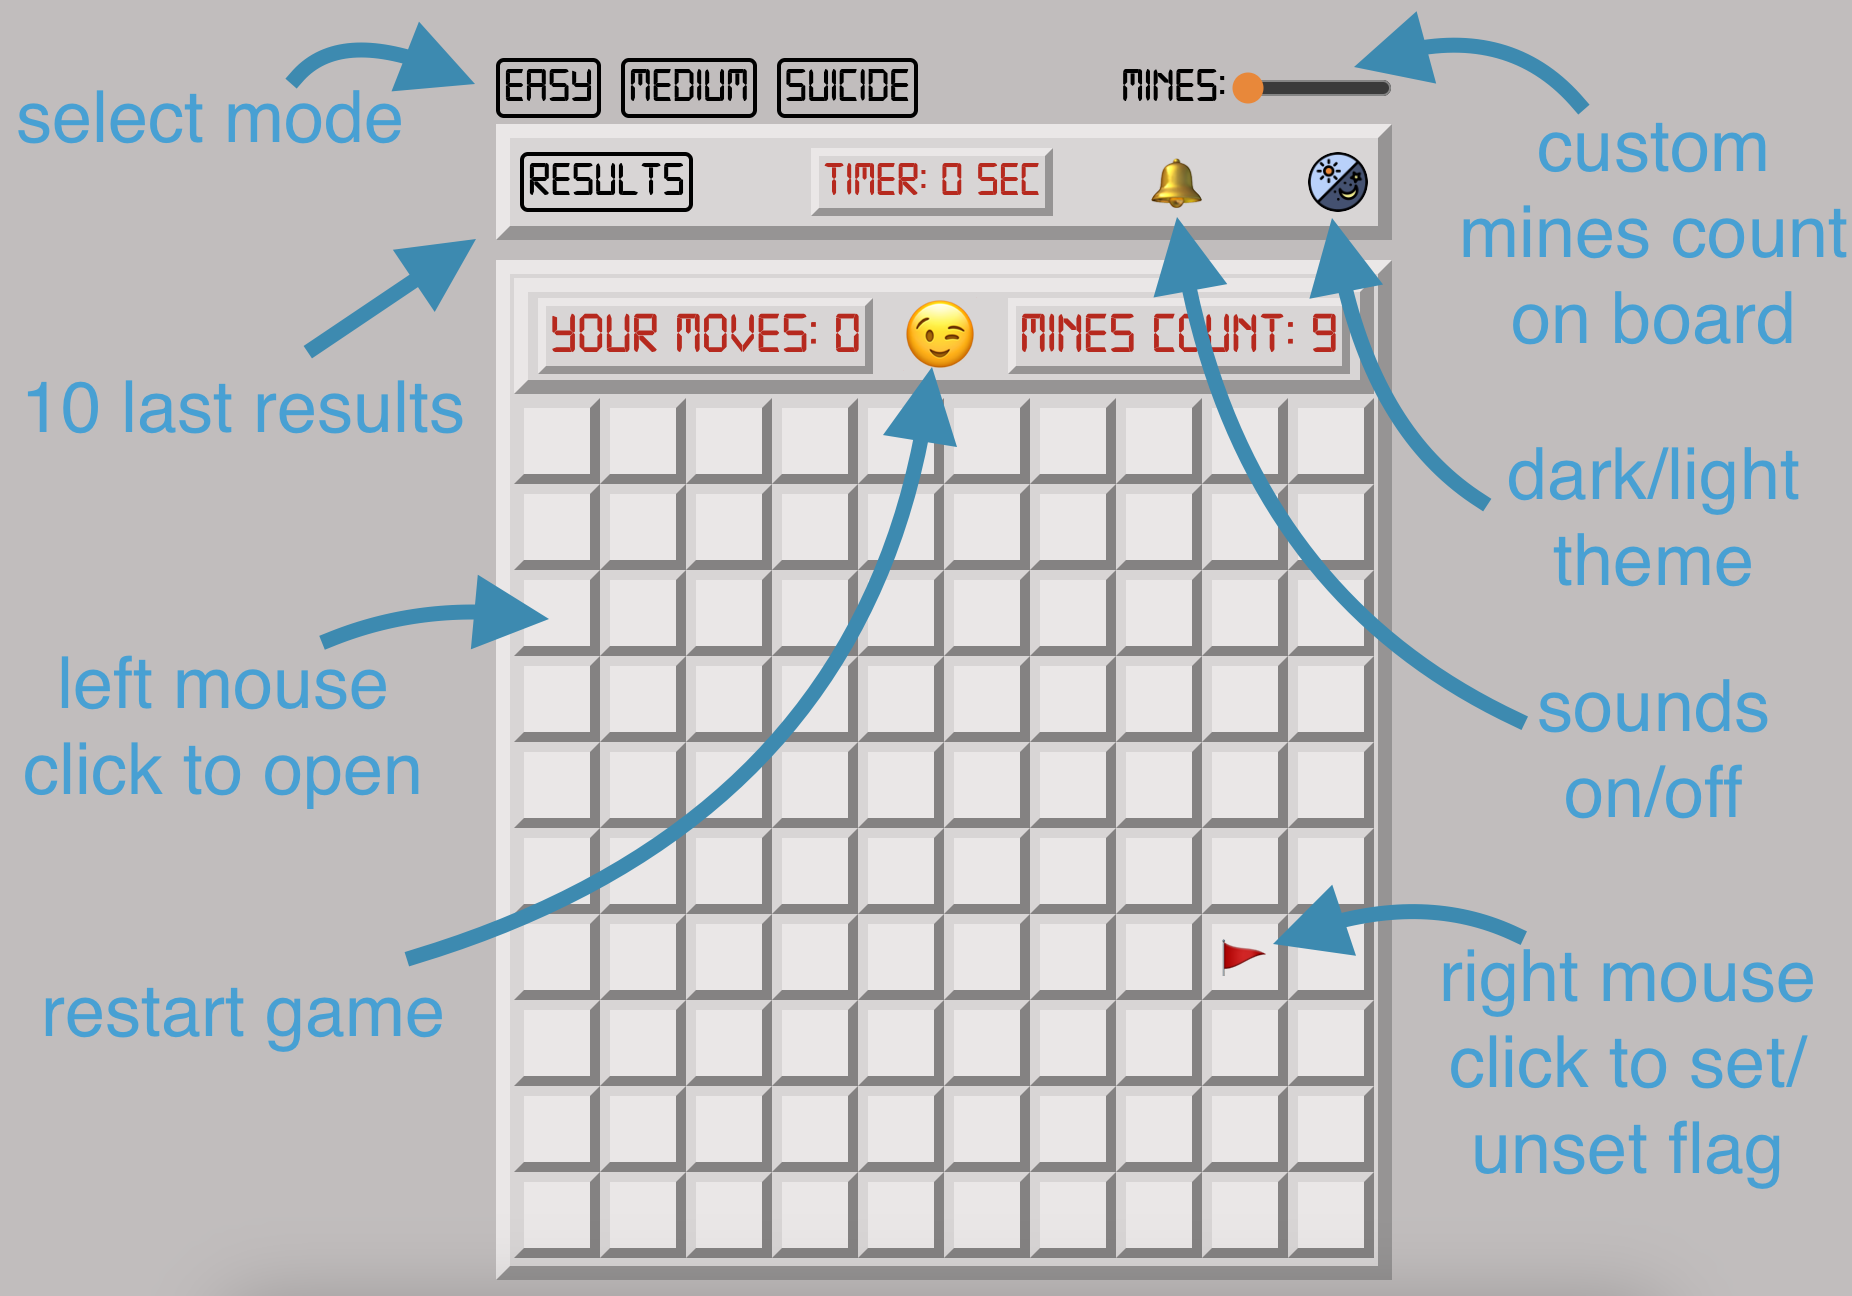 EASY MEDIUM SUICIDE MINES:
select mode
RESULTS TIMER: 0 SEC
custom
mines count
on board
YOUR MOVES: 0 MINES COUNT: 9
10 last results
dark/light
theme
left mouse
click to open
sounds
on/off
restart game
right mouse
click to set/
unset flag